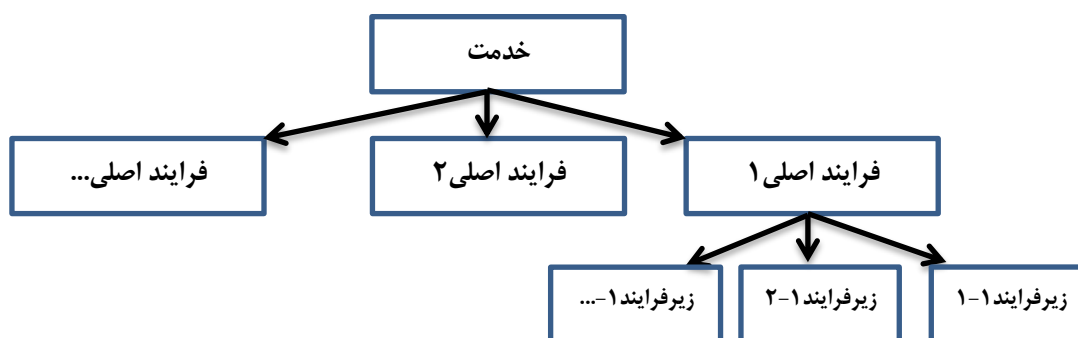 خدمت
فرایند اصلی۱
فرایند اصلی۲
فرایند اصلی...
زیرفرایند۱-۱
زیرفرایند۱-۲
زیرفرایند۱-...